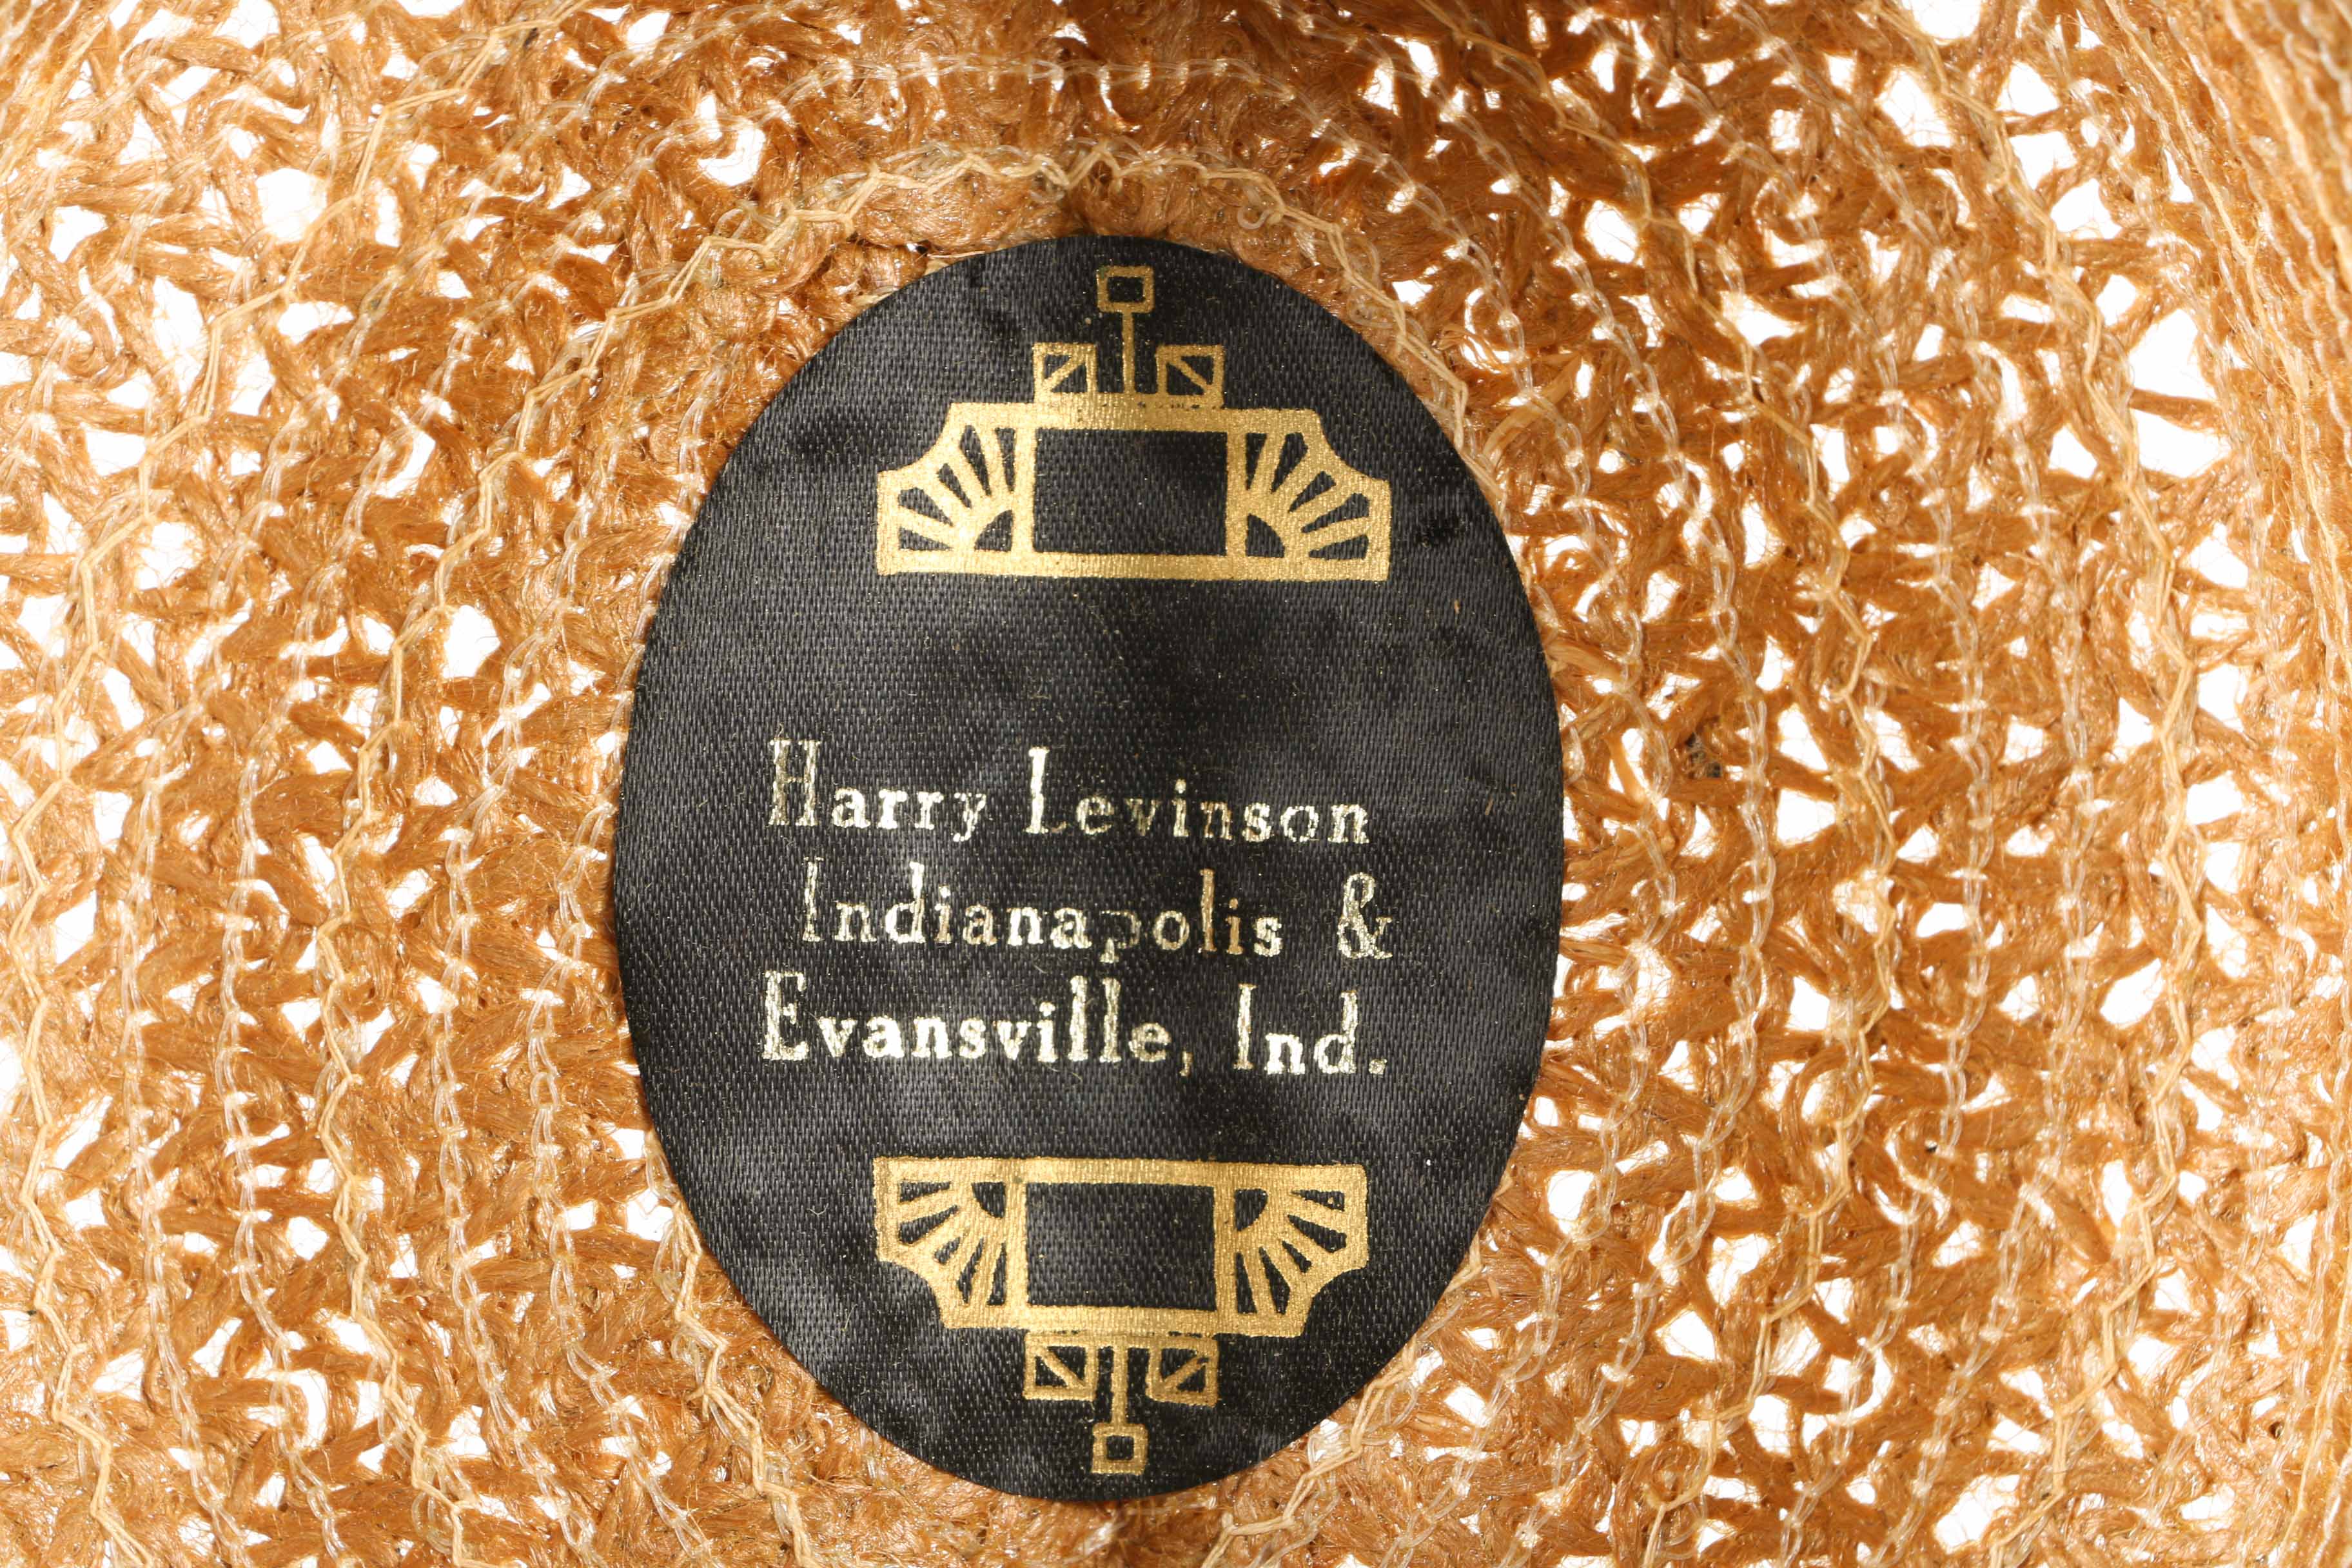 Harry Levinson
Indianapolis &
Evansville, Ind.